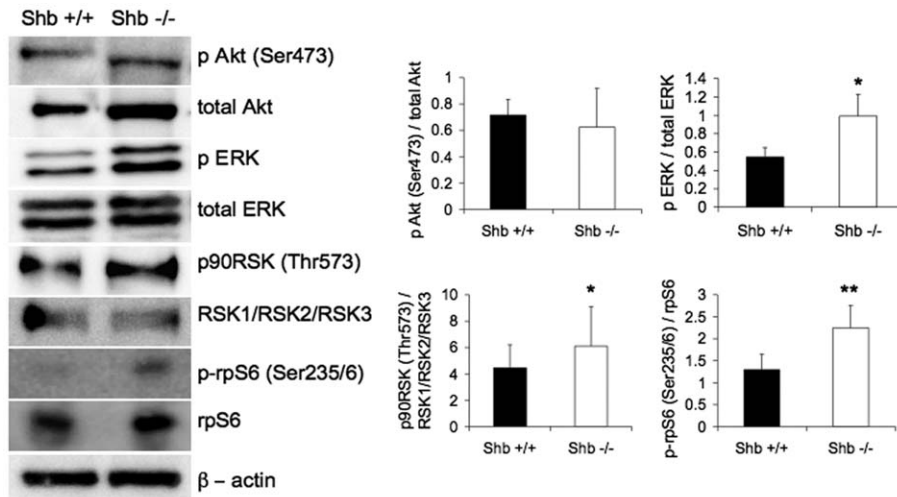 Shb +/+ Shb -/-
p Akt (Ser473)
total Akt
p ERK
total ERK
p90RSK (Thr573)
RSK1/RSK2/RSK3
p-rpS6 (Ser235/6)
rpS6
β – actin
p Akt (Ser473) / total Akt
1
0.8
0.6
0.4
0.2
0
Shb +/+ Shb -/-
p ERK / total ERK
1.4
1.2
1
0.8
0.6
0.4
0.2
0
*
Shb +/+ Shb -/-
p90RSK (Thr573) /
RSK1/RSK2/RSK3
10
8
6
4
2
0
*
Shb +/+ Shb -/-
p-rpS6 (Ser235/6) / rpS6
3
2.5
2
1.5
1
0.5
0
**
Shb +/+ Shb -/-